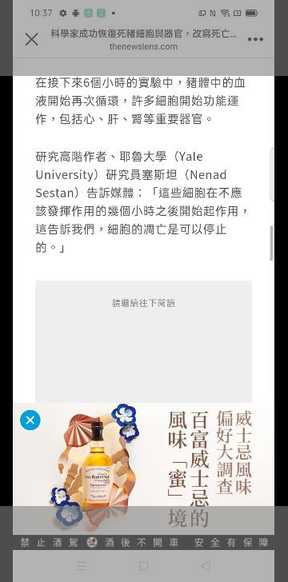 10:37
科學家成功恢復死豬細胞與器官，改寫死亡...
thenewslens.com
在接下來6個小時的實驗中，豬體中的血
液開始再次循環，許多細胞開始功能運
作，包括心、肝、腎等重要器官。
研究高階作者、耶魯大學（Yale
University）研究員塞斯坦（Nenad
Sestan）告訴媒體：「這些細胞在不應
該發揮作用的幾個小時之後開始起作用，
這告訴我們，細胞的凋亡是可以停止
的。」
請繼續往下閱讀
威士忌風味
偏好大調查
百富威士忌的
風味「蜜」境
禁止酒駕 酒後不開車 安全有保障